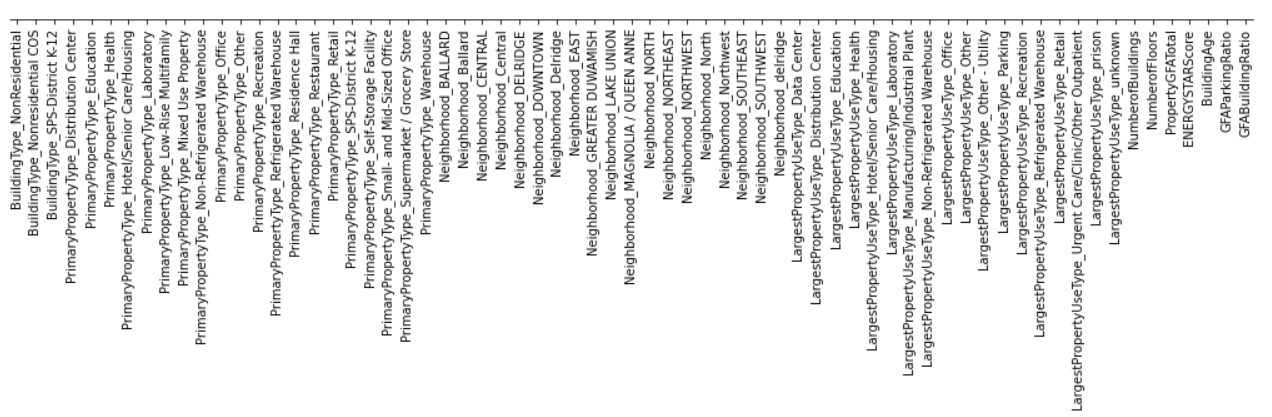 BuildingType_NonResidential
BuildingType_Nonresidential COS
BuildingType_SPS-District K-12
PrimaryPropertyType_Distribution Center
PrimaryPropertyType_Education
PrimaryPropertyType_Health
PrimaryPropertyType_Hotel/Senior Care/Housing
PrimaryPropertyType_Laboratory
PrimaryPropertyType_Low-Rise Multifamily
PrimaryPropertyType_Mixed Use Property
PrimaryPropertyType_Non-Refrigerated Warehouse
PrimaryPropertyType_Office
PrimaryPropertyType_Other
PrimaryPropertyType_Recreation
PrimaryPropertyType_Refrigerated Warehouse
PrimaryPropertyType_Residence Hall
PrimaryPropertyType_Restaurant
PrimaryPropertyType_Retail
PrimaryPropertyType_SPS-District K-12
PrimaryPropertyType_Self-Storage Facility
PrimaryPropertyType_Small- and Mid-Sized Office
PrimaryPropertyType_Supermarket / Grocery Store
PrimaryPropertyType_Warehouse
Neighborhood_BALLARD
Neighborhood_Ballard
Neighborhood_CENTRAL
Neighborhood_Central
Neighborhood_DELRIDGE
Neighborhood_DOWNTOWN
Neighborhood_Delridge
Neighborhood_EAST
Neighborhood_GREATER DUWAMISH
Neighborhood_LAKE UNION
Neighborhood_MAGNOLIA / QUEEN ANNE
Neighborhood_NORTH
Neighborhood_NORTHEAST
Neighborhood_NORTHWEST
Neighborhood_North
Neighborhood_Northwest
Neighborhood_SOUTHEAST
Neighborhood_SOUTHWEST
Neighborhood_delridge
LargestPropertyUseType_Data Center
LargestPropertyUseType_Distribution Center
LargestPropertyUseType_Education
LargestPropertyUseType_Health
LargestPropertyUseType_Hotel/Senior Care/Housing
LargestPropertyUseType_Laboratory
LargestPropertyUseType_Manufacturing/Industrial Plant
LargestPropertyUseType_Non-Refrigerated Warehouse
LargestPropertyUseType_Office
LargestPropertyUseType_Other
LargestPropertyUseType_Other - Utility
LargestPropertyUseType_Parking
LargestPropertyUseType_Recreation
LargestPropertyUseType_Refrigerated Warehouse
LargestPropertyUseType_Retail
LargestPropertyUseType_Urgent Care/Clinic/Other Outpatient
LargestPropertyUseType_prison
LargestPropertyUseType_unknown
NumberofBuildings
NumberofFloors
PropertyGFATotal
ENERGYSTARScore
BuildingAge
GFAParkingRatio
GFABuildingRatio